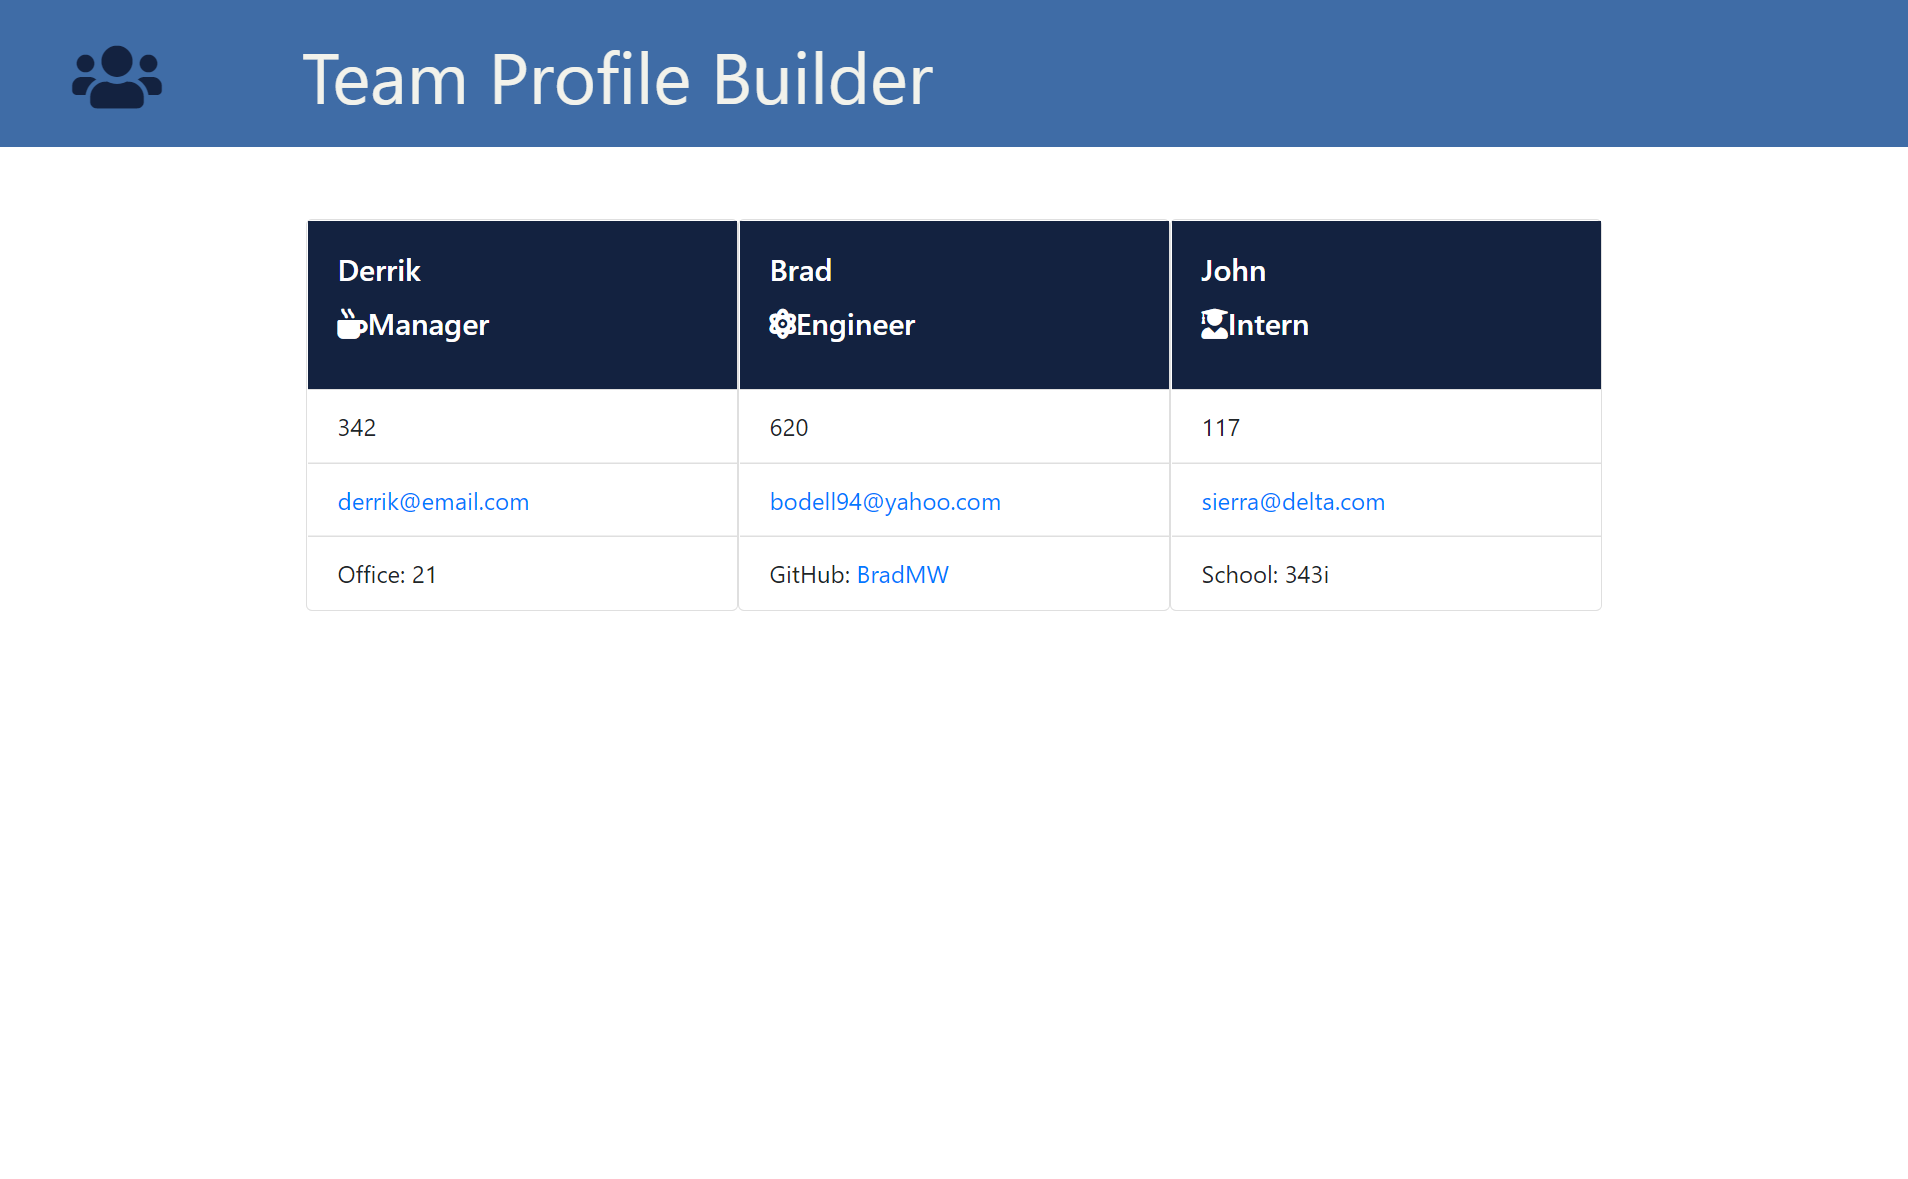 Team Profile Builder
Derrik
Manager
342
derrik@email.com
Office: 21
Brad
Engineer
620
bodell94@yahoo.com
GitHub: BradMW
John
Intern
117
sierra@delta.com
School: 343i